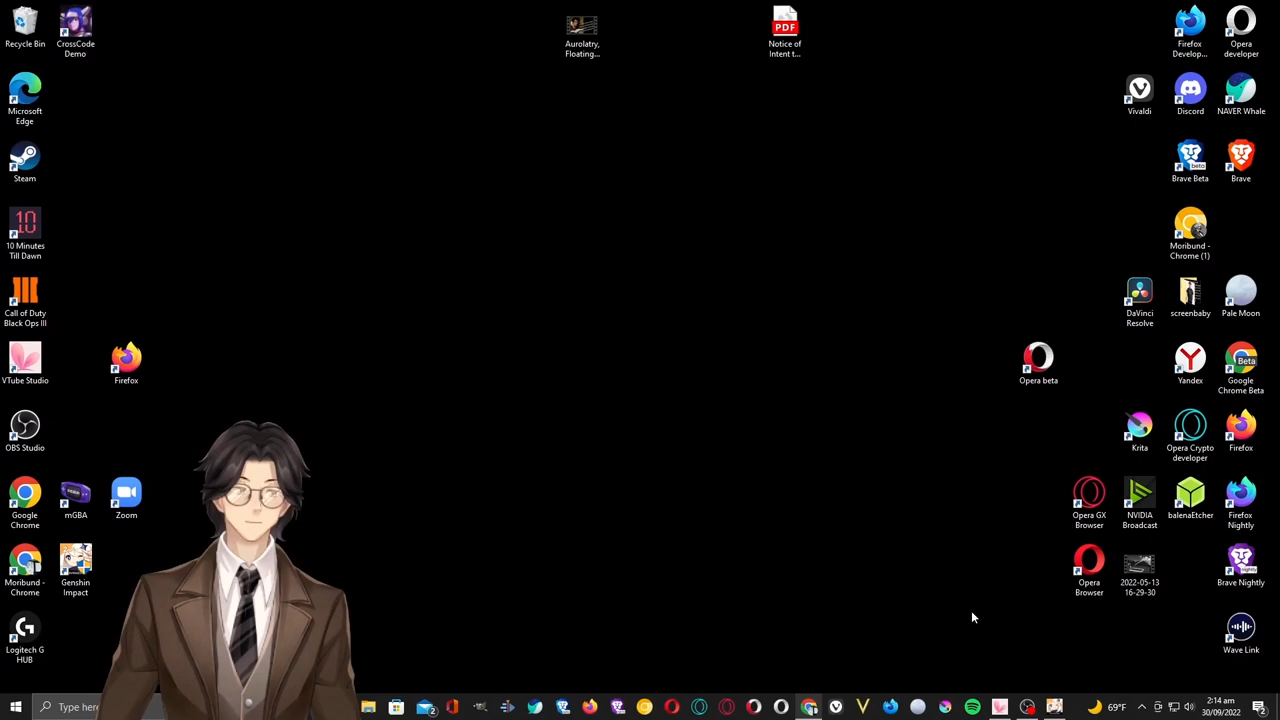 Recycle Bin
CrossCode
Demo
Aurolatry,
Floating...
PDF
Notice of
Intent t...
Firefox
Develop...
Opera
developer
Microsoft
Edge
Vivaldi
Discord
NAVER Whale
Steam
beta
Brave Beta
Brave
10
10 Minutes
Till Dawn
Moribund -
Chrome (1)
Call of Duty
Black Ops III
DaVinci
Resolve
screenbaby
Pale Moon
VTube Studio
Firefox
Opera beta
Yandex
Beta
Google
Chrome Beta
OBS Studio
Krita
Opera Crypto
developer
Firefox
Google
Chrome
mGBA
Zoom
Opera GX
Browser
NVIDIA
Broadcast
balenaEtcher
Firefox
Nightly
Moribund -
Chrome
Genshin
Impact
Opera
Browser
2022-05-13
16-29-30
nightly
Brave Nightly
Logitech G
HUB
Wave Link
Type here
69°F
2:14 am
30/09/2022